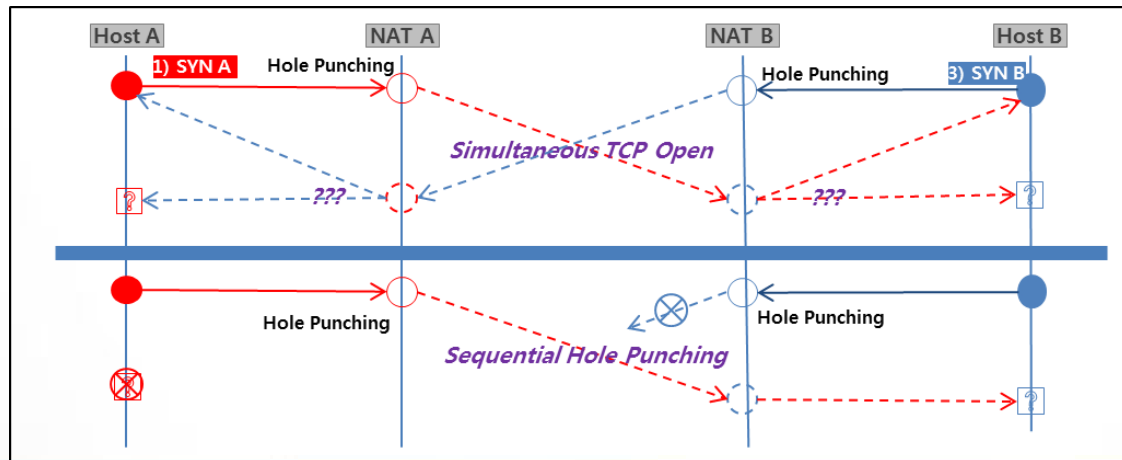 Host A NAT A NAT B Host B
1) SYN A Hole Punching Hole Punching 3) SYN B
Simultaneous TCP Open
? ??? ??? ?
Hole Punching Hole Punching
Sequential Hole Punching
? ?